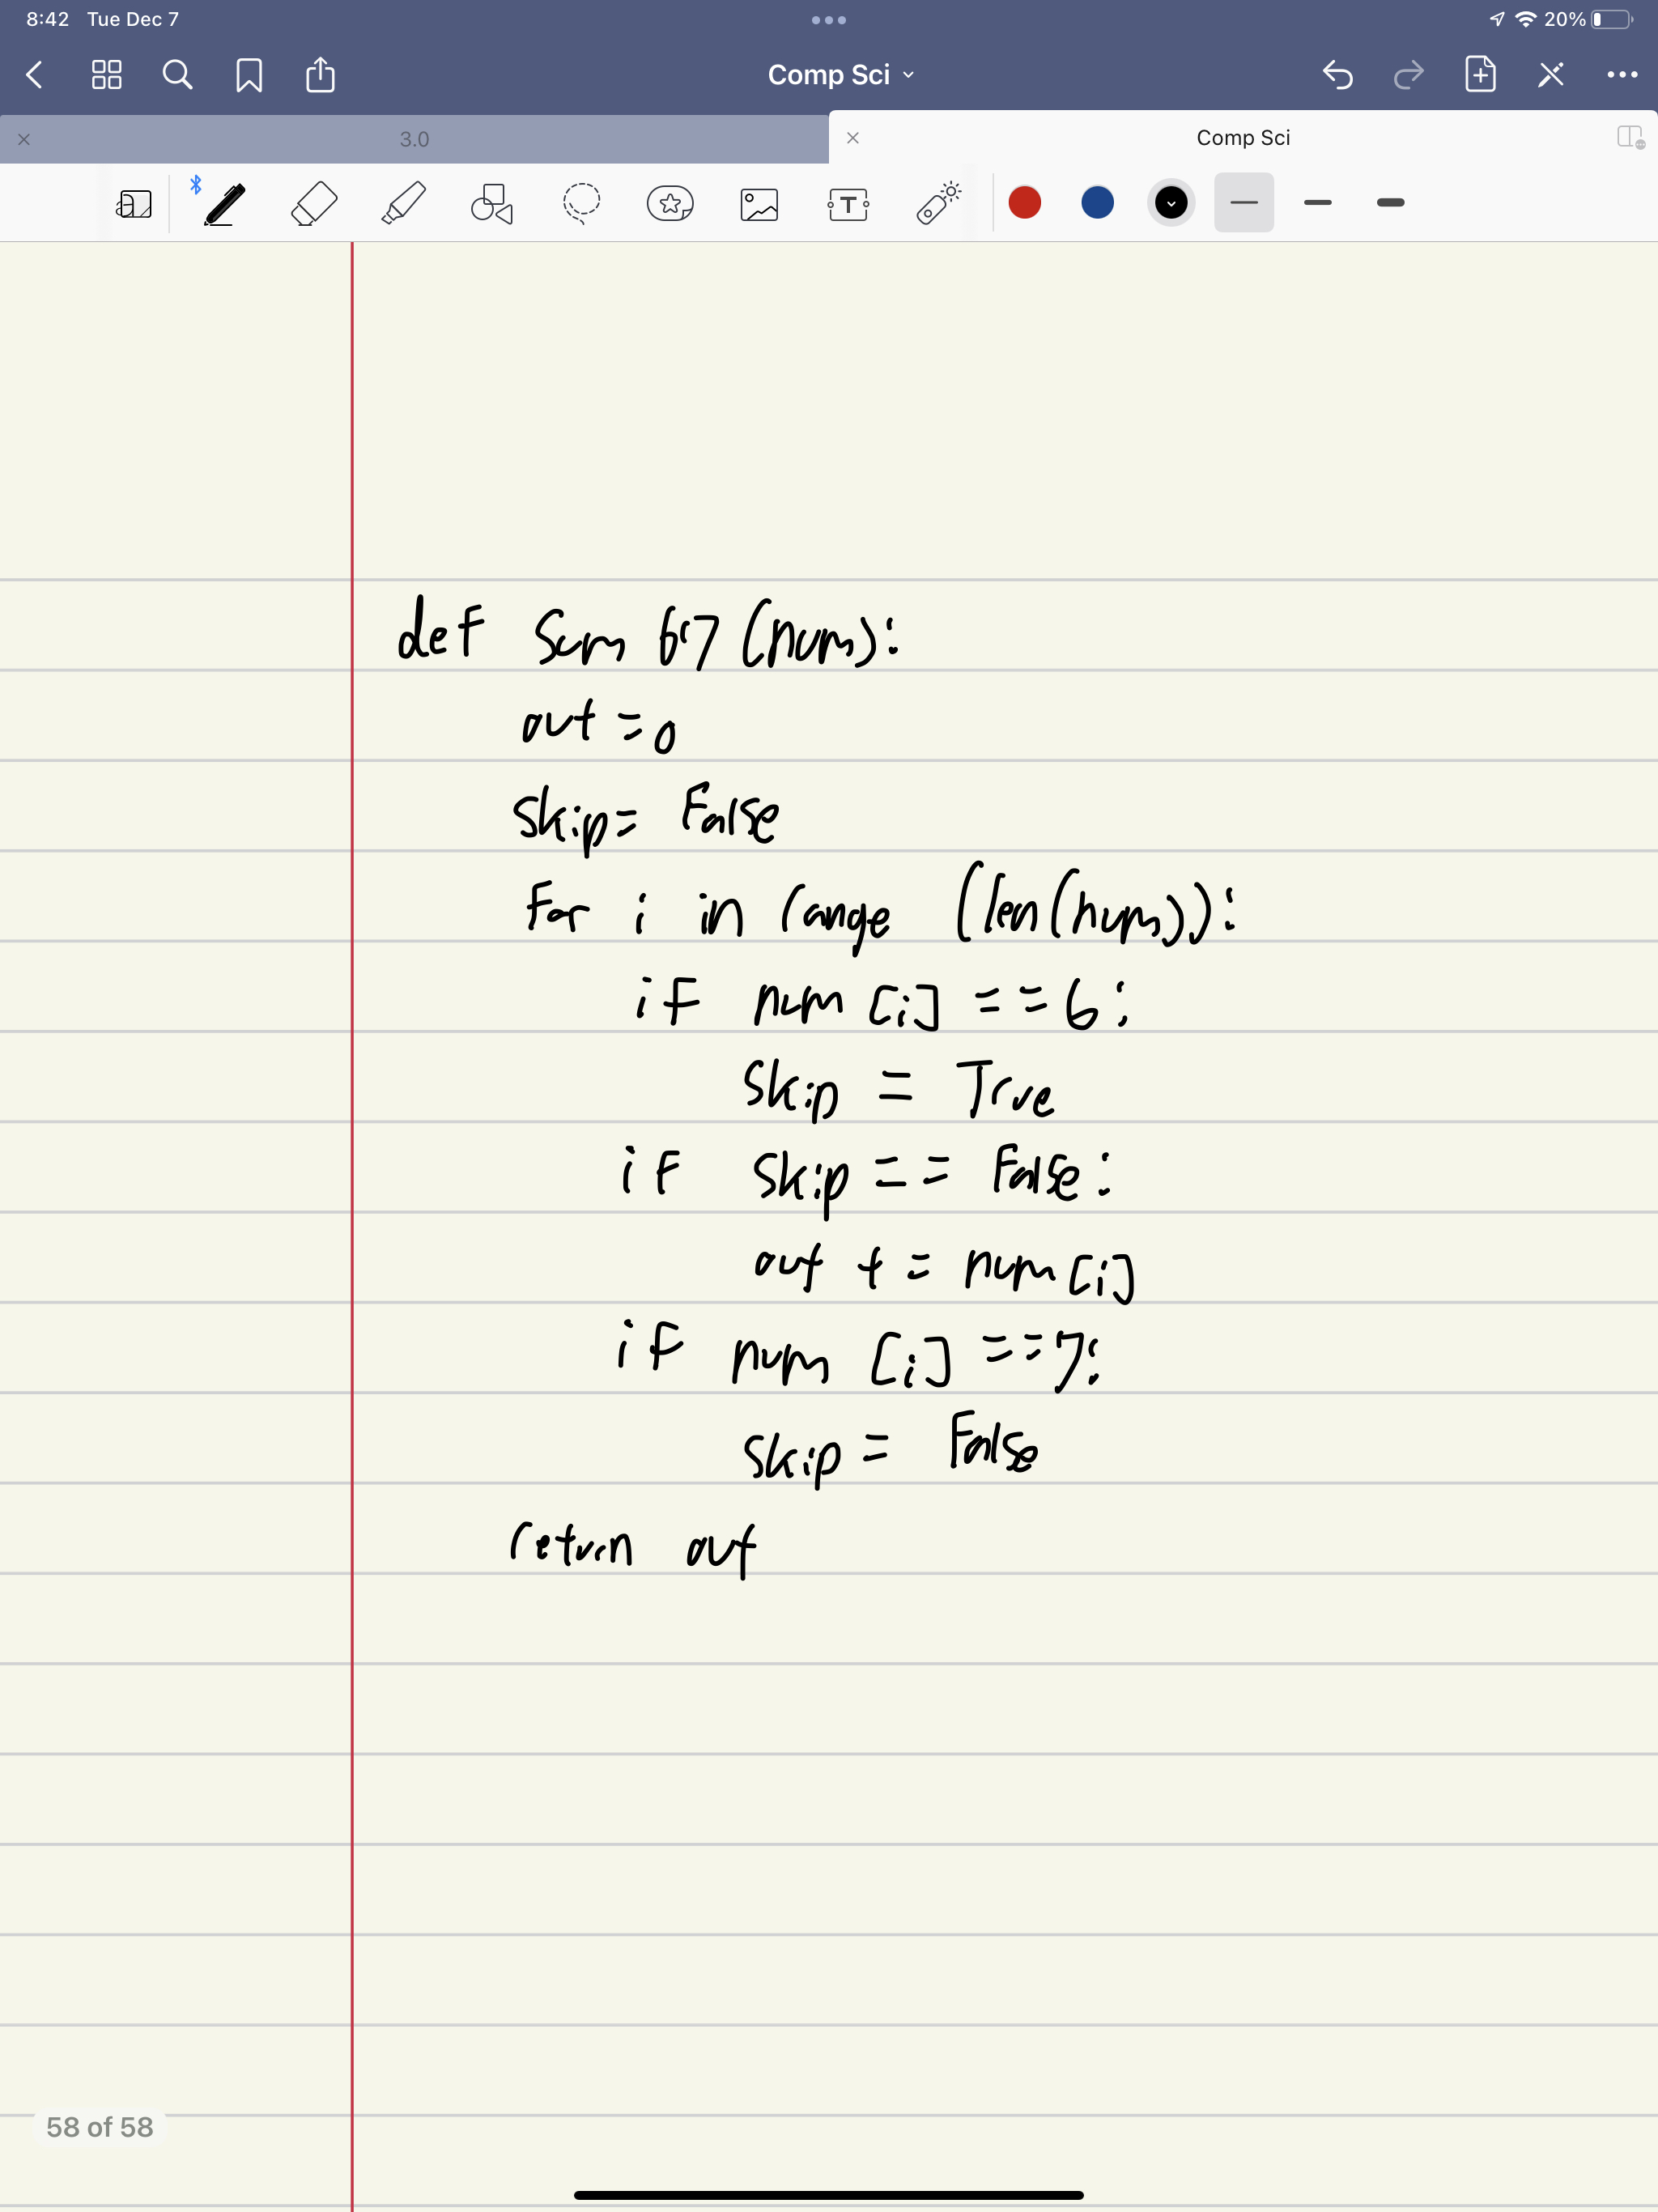 8:42 Tue Dec 7
20%
Comp Sci
3.0
Comp Sci
def Sum 67 (num):
out = 0
skip = False
For i in range (len(num)):
if num [i] == 6:
skip = True
if skip == False:
out += num [i]
if num [i] == 7:
skip = False
return out
58 of 58